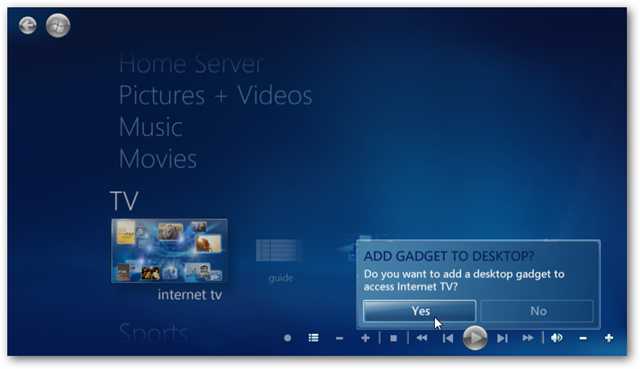 Home Server
Pictures + Videos
Music
Movies
TV
guide
internet tv
Sports
ADD GADGET TO DESKTOP?
Do you want to add a desktop gadget to
access Internet TV?
Yes
No